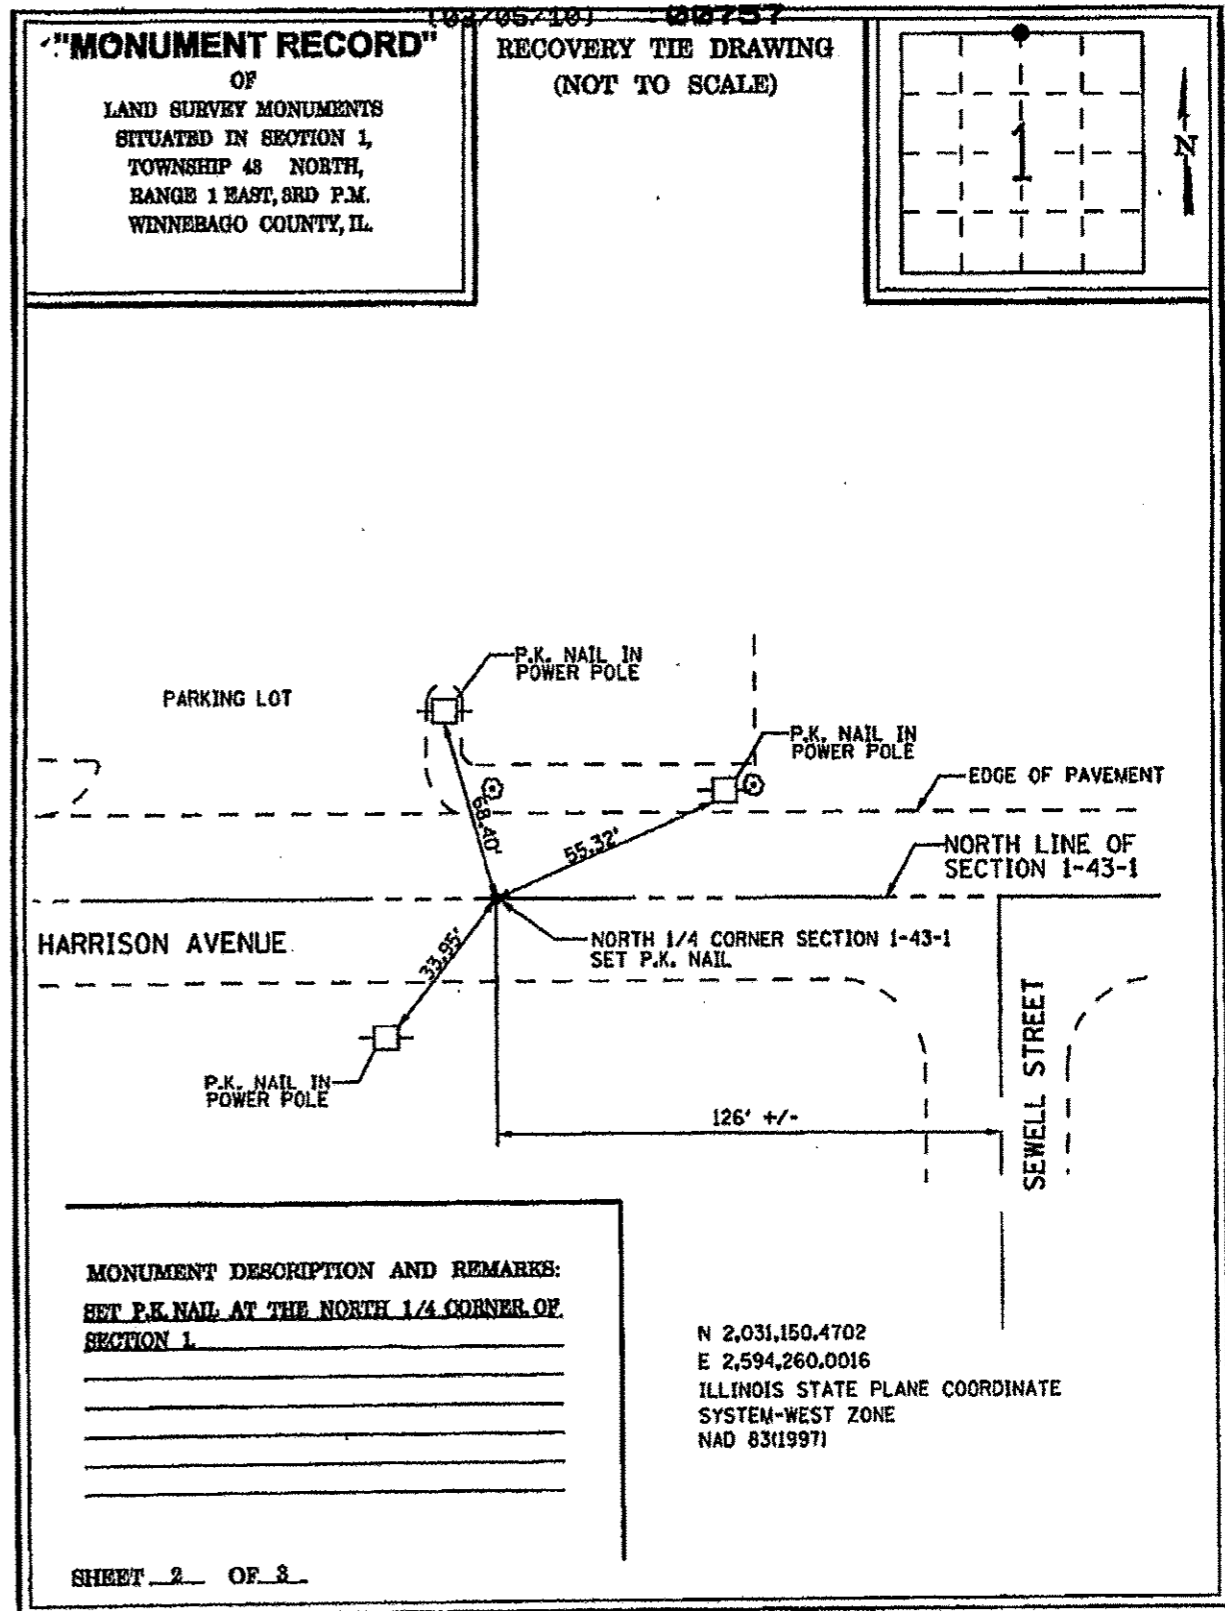 (02/05/10) 00757
"MONUMENT RECORD"
OF
LAND SURVEY MONUMENTS
SITUATED IN SECTION 1,
TOWNSHIP 43 NORTH,
RANGE 1 EAST, 3RD P.M.
WINNEBAGO COUNTY, IL.
RECOVERY TIE DRAWING
(NOT TO SCALE)
1
N
P.K. NAIL IN
POWER POLE
PARKING LOT
P.K. NAIL IN
POWER POLE
EDGE OF PAVEMENT
68.40'
55.32'
NORTH LINE OF
SECTION 1-43-1
HARRISON AVENUE
33.95'
NORTH 1/4 CORNER SECTION 1-43-1
SET P.K. NAIL
SEWELL STREET
P.K. NAIL IN
POWER POLE
126' +/-
MONUMENT DESCRIPTION AND REMARKS:
SET P.K. NAIL AT THE NORTH 1/4 CORNER OF
SECTION 1.
N 2,031,150.4702
E 2,594,260.0016
ILLINOIS STATE PLANE COORDINATE
SYSTEM-WEST ZONE
NAD 83(1997)
SHEET 2 OF 3